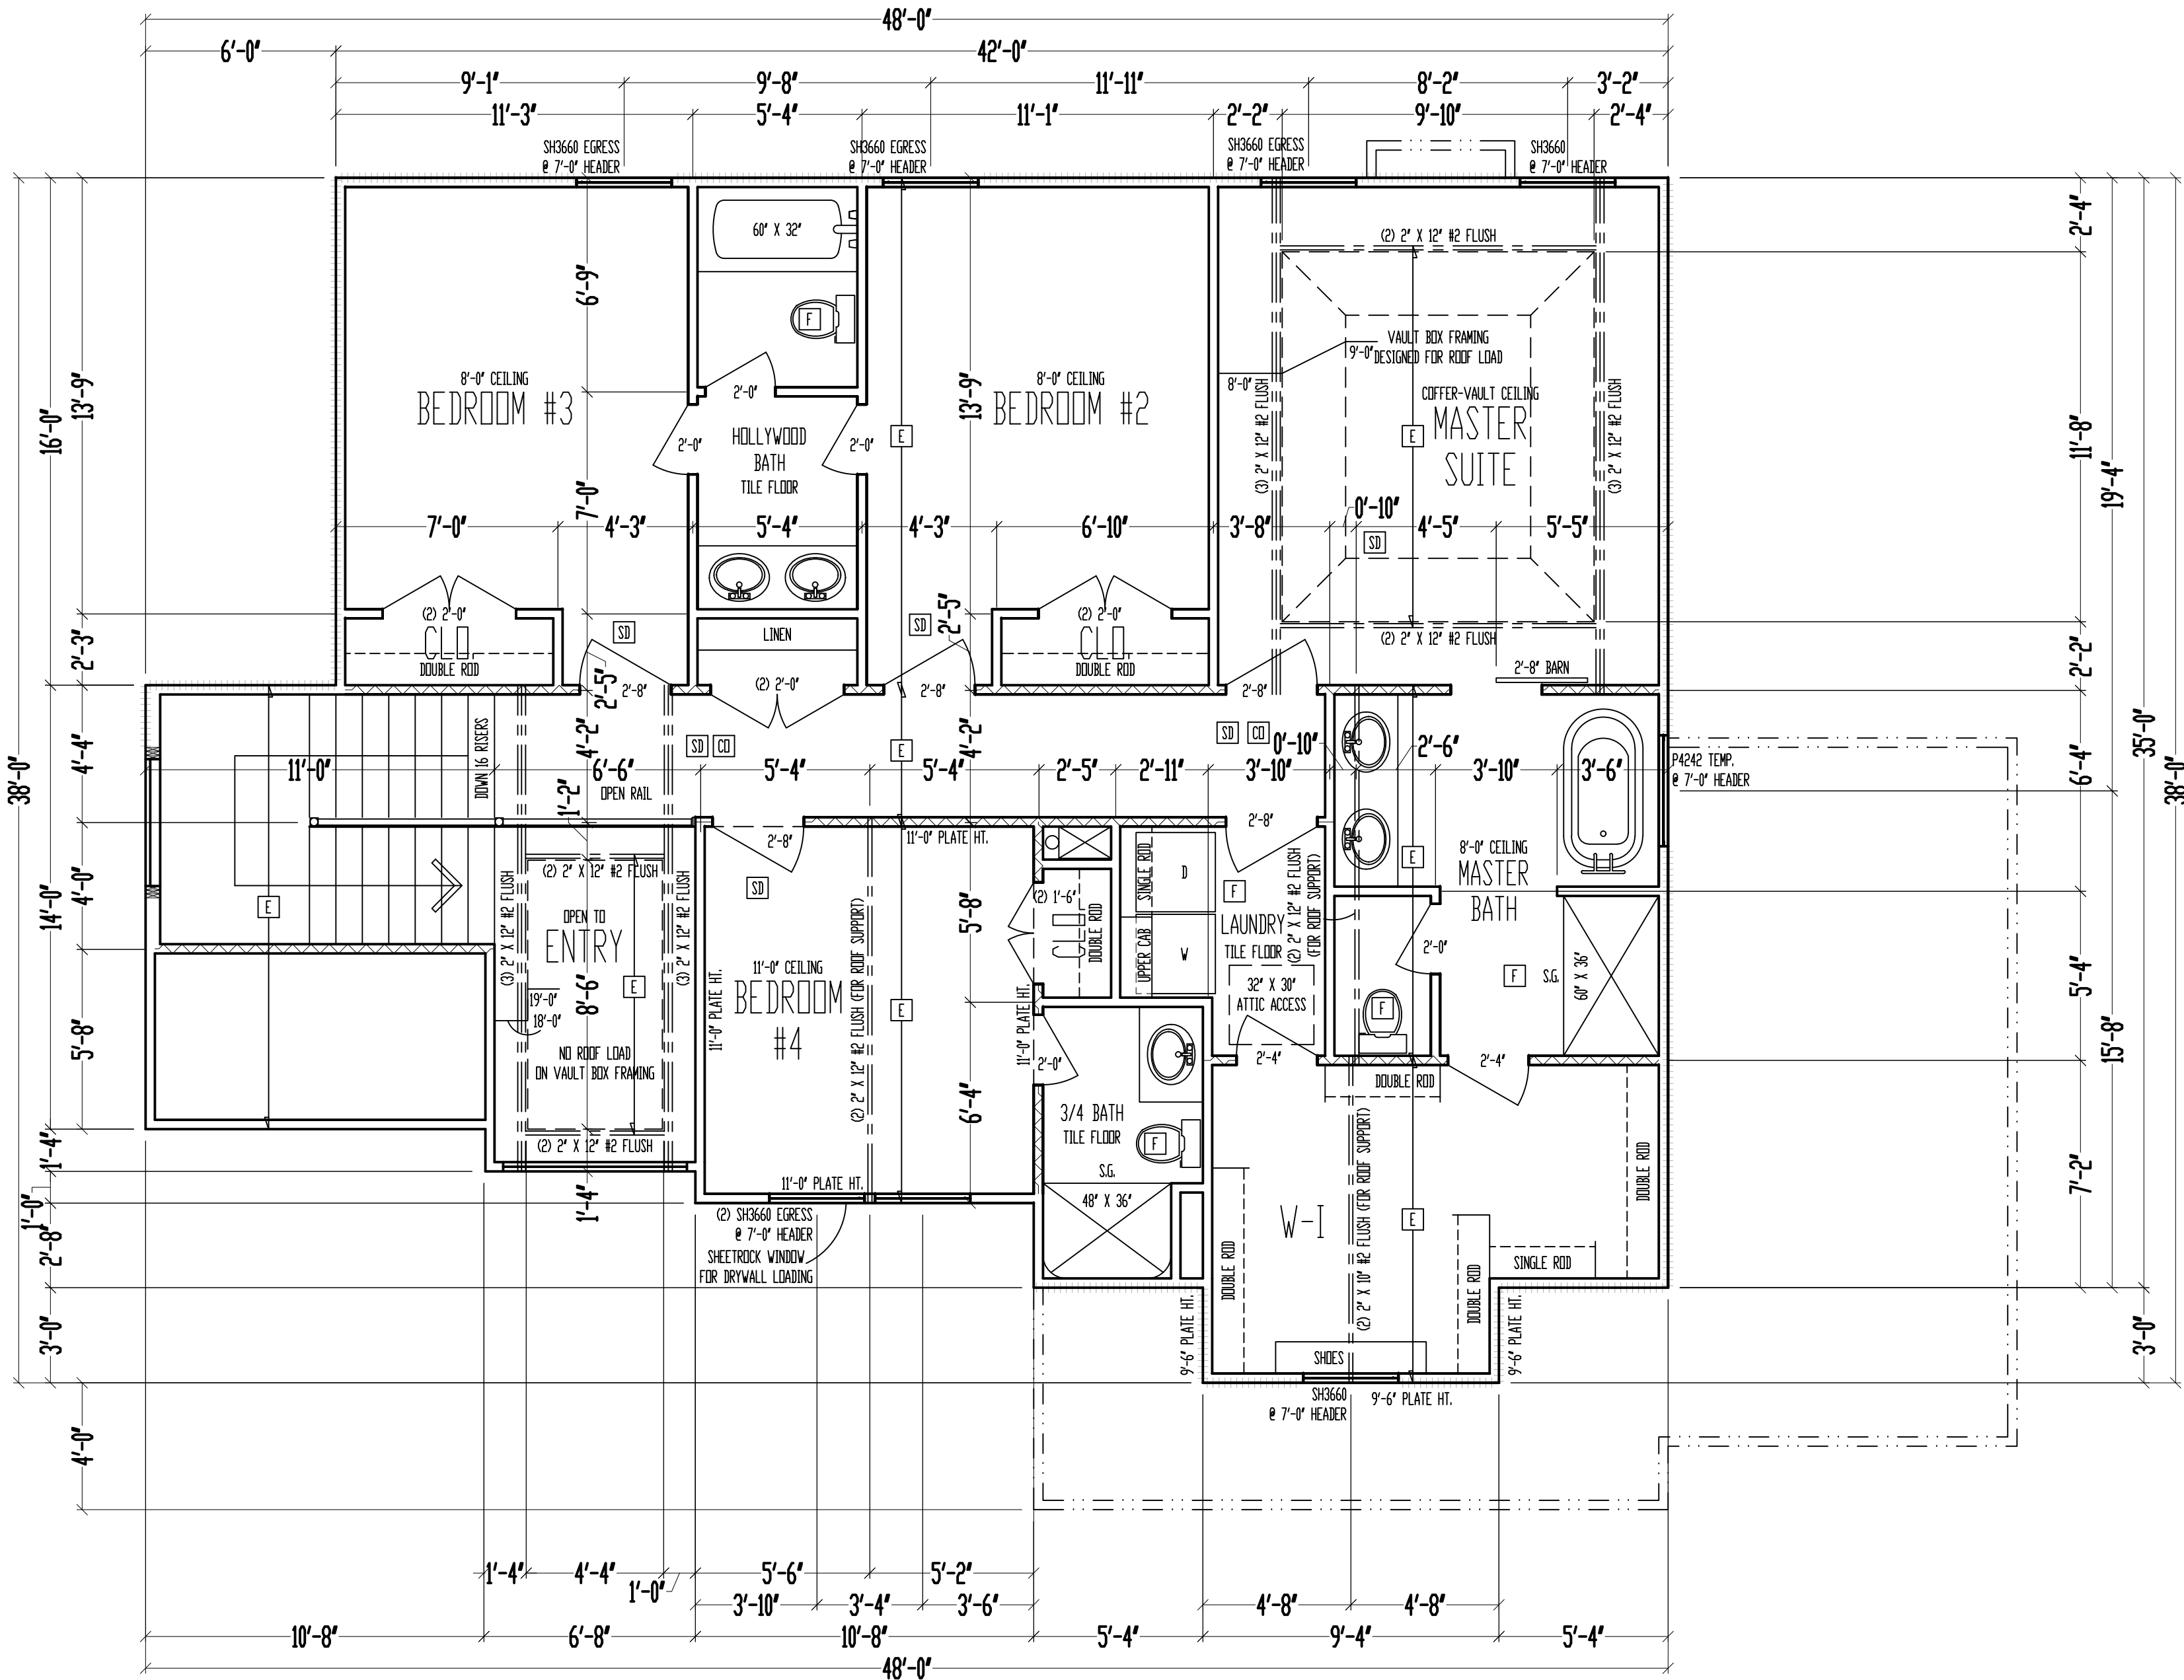 48'-0"
6'-0"
42'-0"
9'-1"
9'-8"
11'-11"
8'-2"
3'-2"
11'-3"
5'-4"
11'-1"
2'-2"
9'-10"
2'-4"
SH3660 EGRESS
@ 7'-0" HEADER
SH3660 EGRESS
@ 7'-0" HEADER
SH3660 EGRESS
@ 7'-0" HEADER
SH3660
@ 7'-0" HEADER
38'-0"
16'-0"
13'-9"
2'-3"
4'-4"
14'-0"
4'-0"
5'-8"
1'-4"
1'-0"
2'-8"
3'-0"
4'-0"
8'-0" CEILING
BEDROOM #3
6'-9"
7'-0"
7'-0"
4'-3"
(2) 2'-0"
CLO.
DOUBLE ROD
SD
2'-5"
2'-8"
60" X 32"
F
2'-0"
2'-0"
HOLLYWOOD
BATH
TILE FLOOR
2'-0"
5'-4"
LINEN
(2) 2'-0"
8'-0" CEILING
BEDROOM #2
13'-9"
E
4'-3"
6'-10"
SD
2'-5"
(2) 2'-0"
CLO.
DOUBLE ROD
2'-8"
(2) 2" X 12" #2 FLUSH
VAULT BOX FRAMING
DESIGNED FOR ROOF LOAD
9'-0"
8'-0"
COFFER-VAULT CEILING
MASTER
SUITE
E
(3) 2" X 12" #2 FLUSH
(3) 2" X 12" #2 FLUSH
3'-8"
0'-10"
4'-5"
5'-5"
SD
(2) 2" X 12" #2 FLUSH
2'-8" BARN
2'-8"
2'-4"
11'-8"
19'-4"
2'-2"
35'-0"
38'-0"
6'-4"
5'-4"
15'-8"
7'-2"
3'-0"
DOWN 16 RISERS
11'-0"
6'-6"
OPEN RAIL
4'-2"
1'-2"
SD
CO
5'-4"
E
5'-4"
4'-2"
2'-5"
2'-11"
SD
CO
3'-10"
0'-10"
2'-6"
3'-10"
3'-6"
P4242 TEMP.
@ 7'-0" HEADER
E
(3) 2" X 12" #2 FLUSH
(2) 2" X 12" #2 FLUSH
(3) 2" X 12" #2 FLUSH
OPEN TO
ENTRY
E
8'-6"
19'-0"
18'-0"
NO ROOF LOAD
ON VAULT BOX FRAMING
(2) 2" X 12" #2 FLUSH
1'-4"
2'-8"
SD
11'-0" PLATE HT.
11'-0" PLATE HT.
11'-0" CEILING
BEDROOM
#4
(2) 2" X 12" #2 FLUSH (FOR ROOF SUPPORT)
E
5'-8"
6'-4"
11'-0" PLATE HT.
11'-0" PLATE HT.
(2) SH3660 EGRESS
@ 7'-0" HEADER
SHEETROCK WINDOW
FOR DRYWALL LOADING
(2) 1'-6"
CLO.
DOUBLE ROD
SINGLE ROD
UPPER CAB
D
W
2'-8"
F
LAUNDRY
TILE FLOOR
(2) 2" X 12" #2 FLUSH
(FOR ROOF SUPPORT)
32" X 30"
ATTIC ACCESS
2'-4"
2'-0"
3/4 BATH
TILE FLOOR
F
S.G.
48" X 36"
E
8'-0" CEILING
MASTER
BATH
2'-0"
F
F
S.G.
60" X 36"
2'-4"
DOUBLE ROD
W-I
DOUBLE ROD
(2) 2" X 10" #2 FLUSH (FOR ROOF SUPPORT)
E
DOUBLE ROD
SINGLE ROD
DOUBLE ROD
SHOES
9'-6" PLATE HT.
9'-6" PLATE HT.
SH3660
@ 7'-0" HEADER
9'-6" PLATE HT.
1'-4"
4'-4"
1'-0"
5'-6"
5'-2"
3'-10"
3'-4"
3'-6"
4'-8"
4'-8"
10'-8"
6'-8"
10'-8"
5'-4"
9'-4"
5'-4"
48'-0"